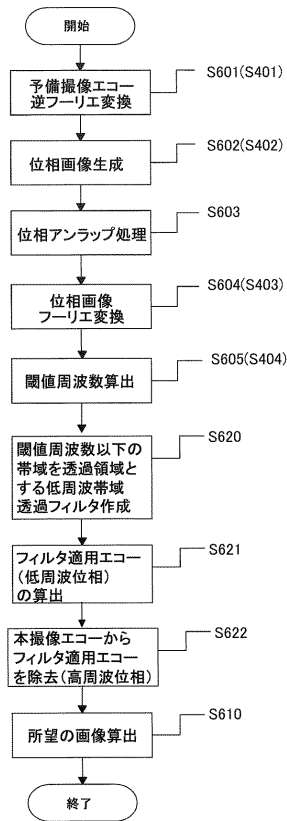 開始
予備撮像エコー
逆フーリエ変換
S601(S401)
位相画像生成
S602(S402)
位相アンラップ処理
S603
位相画像
フーリエ変換
S604(S403)
閾値周波数算出
S605(S404)
閾値周波数以下の
帯域を透過領域と
する低周波帯域
透過フィルタ作成
S620
フィルタ適用エコー
(低周波位相)
の算出
S621
本撮像エコーから
フィルタ適用エコー
を除去(高周波位相)
S622
所望の画像算出
S610
終了